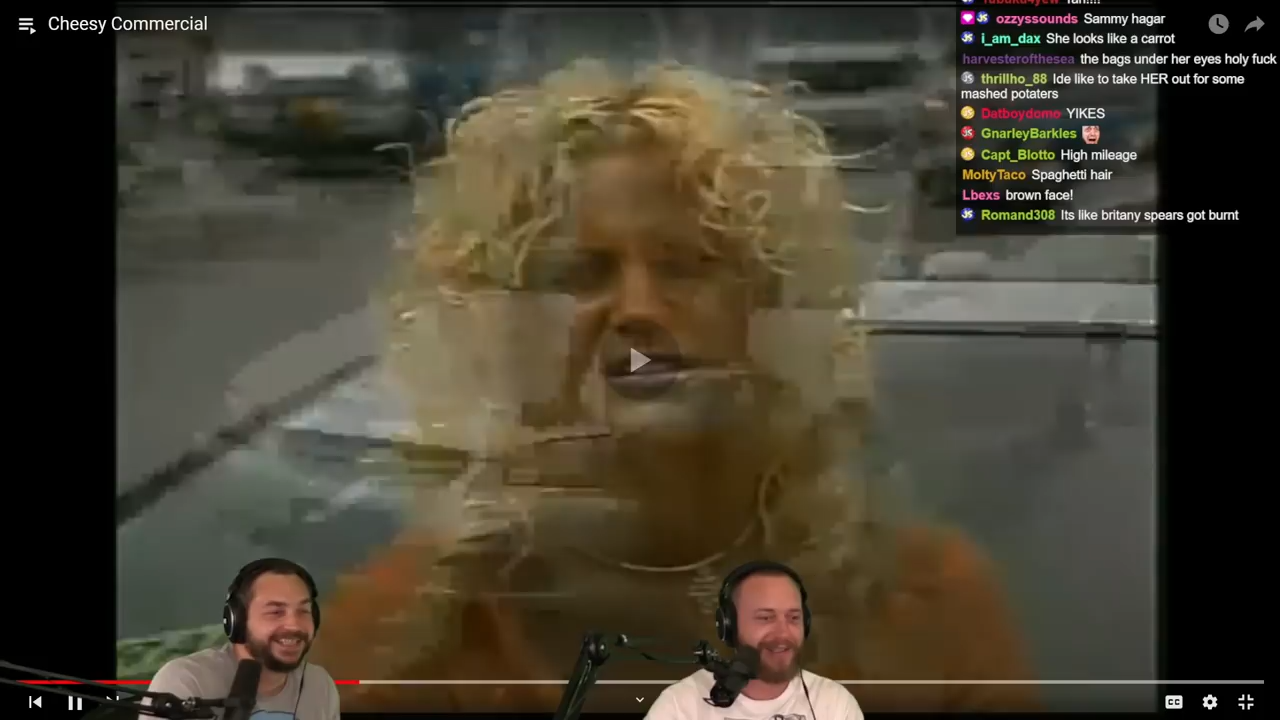 Cheesy Commercial
ozzyssounds Sammy hagar
i_am_dax She looks like a carrot
harvesterofthesea the bags under her eyes holy fuck
thrillho_88 Ide like to take HER out for some
mashed potaters
Datboydomo YIKES
GnarleyBarkles
Capt_Blotto High mileage
MoltyTaco Spaghetti hair
Lbexs brown face!
Romand308 Its like britany spears got burnt
CC